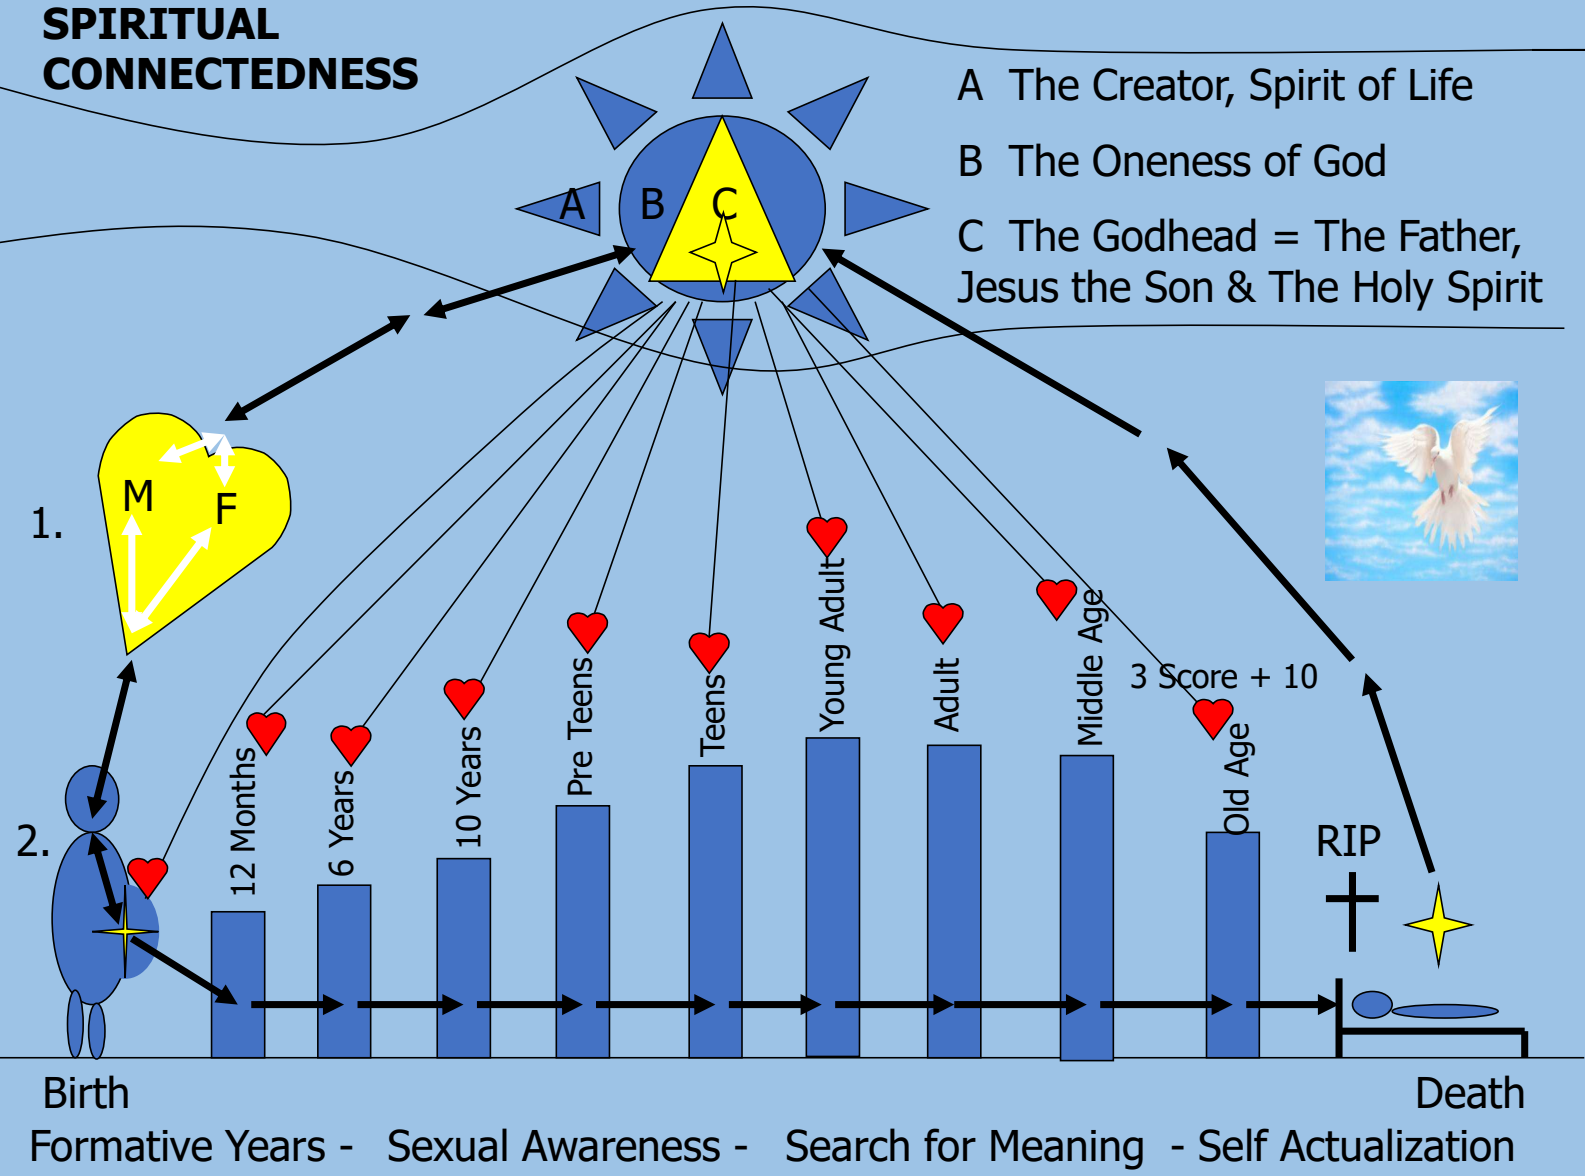 SPIRITUAL
CONNECTEDNESS
A The Creator, Spirit of Life
B The Oneness of God
C The Godhead = The Father,
Jesus the Son & The Holy Spirit
A
B
C
1.
M
F
2.
12 Months
6 Years
10 Years
Pre Teens
Teens
Young Adult
Adult
Middle Age
3 Score + 10
Old Age
RIP
Birth
Death
Formative Years - Sexual Awareness - Search for Meaning - Self Actualization